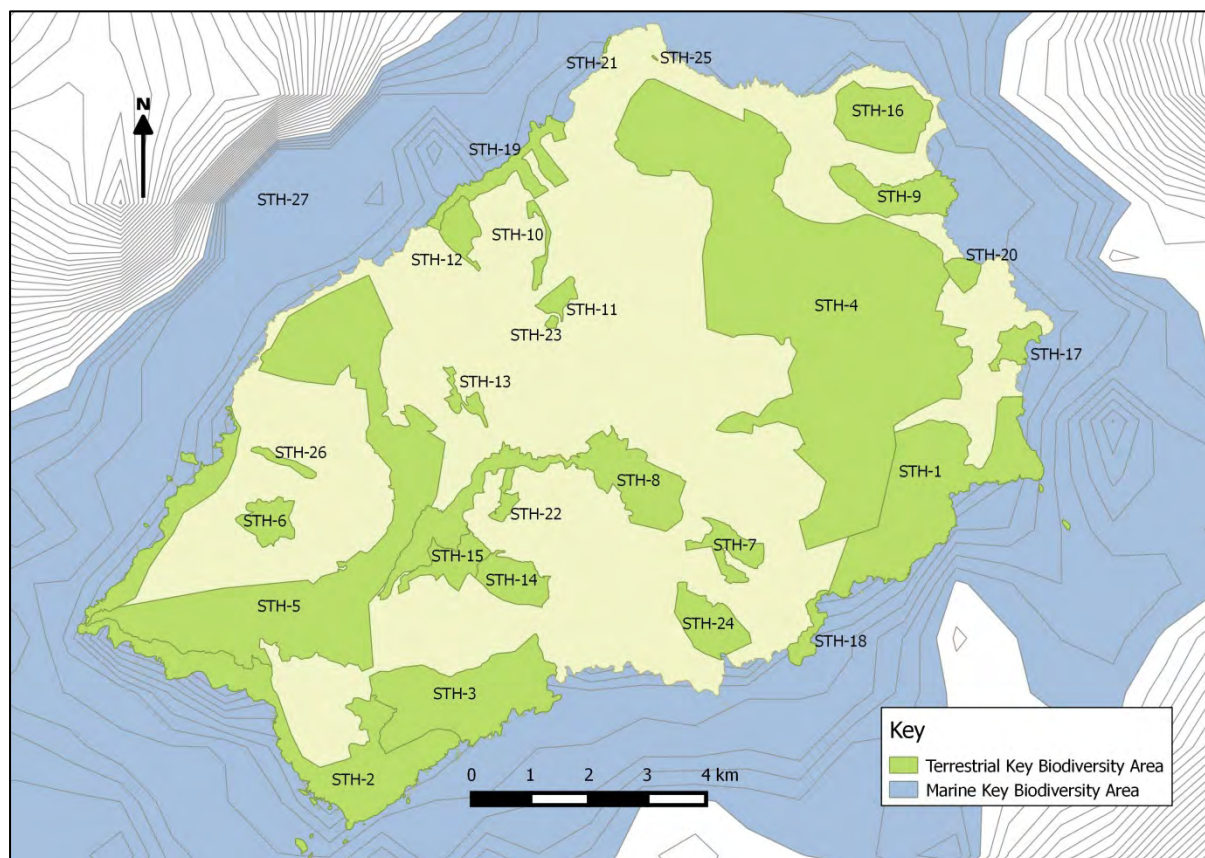 STH-21
STH-25
N
STH-16
STH-19
STH-27
STH-9
STH-10
STH-12
STH-20
STH-4
STH-11
STH-23
STH-17
STH-13
STH-26
STH-1
STH-8
STH-6
STH-22
STH-7
STH-15
STH-14
STH-5
STH-24
STH-18
STH-3
STH-2
0 1 2 3 4 km
Key
Terrestrial Key Biodiversity Area
Marine Key Biodiversity Area